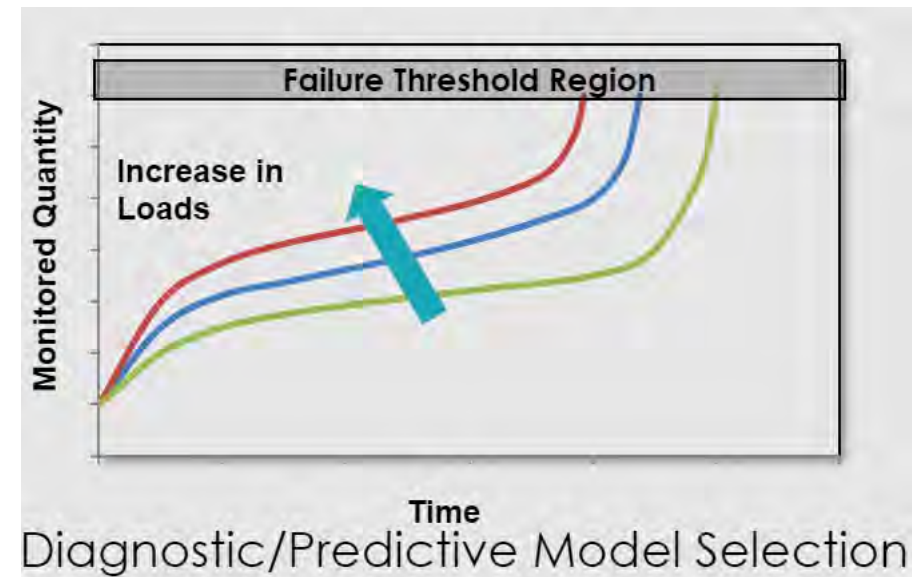 Failure Threshold Region
Increase in
Loads
Monitored Quantity
Time
Diagnostic/Predictive Model Selection